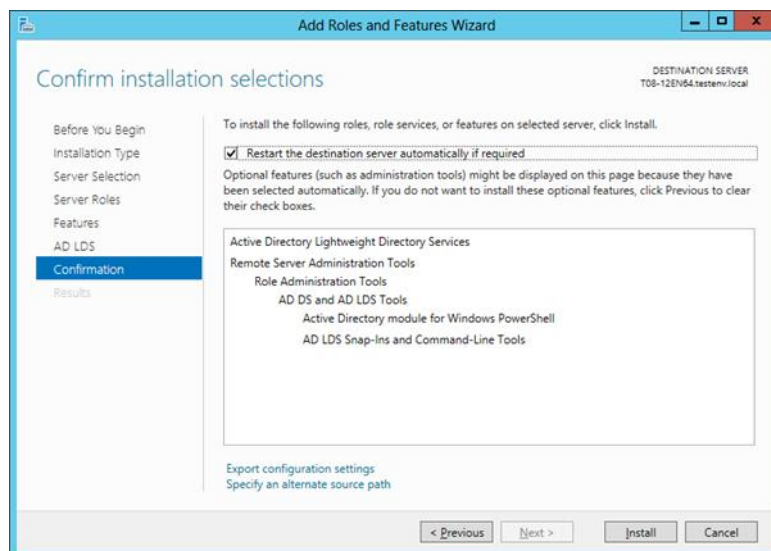 Add Roles and Features Wizard
Confirm installation selections
DESTINATION SERVER
T08-12EN64.testenv.local
Before You Begin
Installation Type
Server Selection
Server Roles
Features
AD LDS
Confirmation
Results
To install the following roles, role services, or features on selected server, click Install.
Restart the destination server automatically if required
Optional features (such as administration tools) might be displayed on this page because they have
been selected automatically. If you do not want to install these optional features, click Previous to clear
their check boxes.
Active Directory Lightweight Directory Services
Remote Server Administration Tools
Role Administration Tools
AD DS and AD LDS Tools
Active Directory module for Windows PowerShell
AD LDS Snap-Ins and Command-Line Tools
Export configuration settings
Specify an alternate source path
< Previous
Next >
Install
Cancel